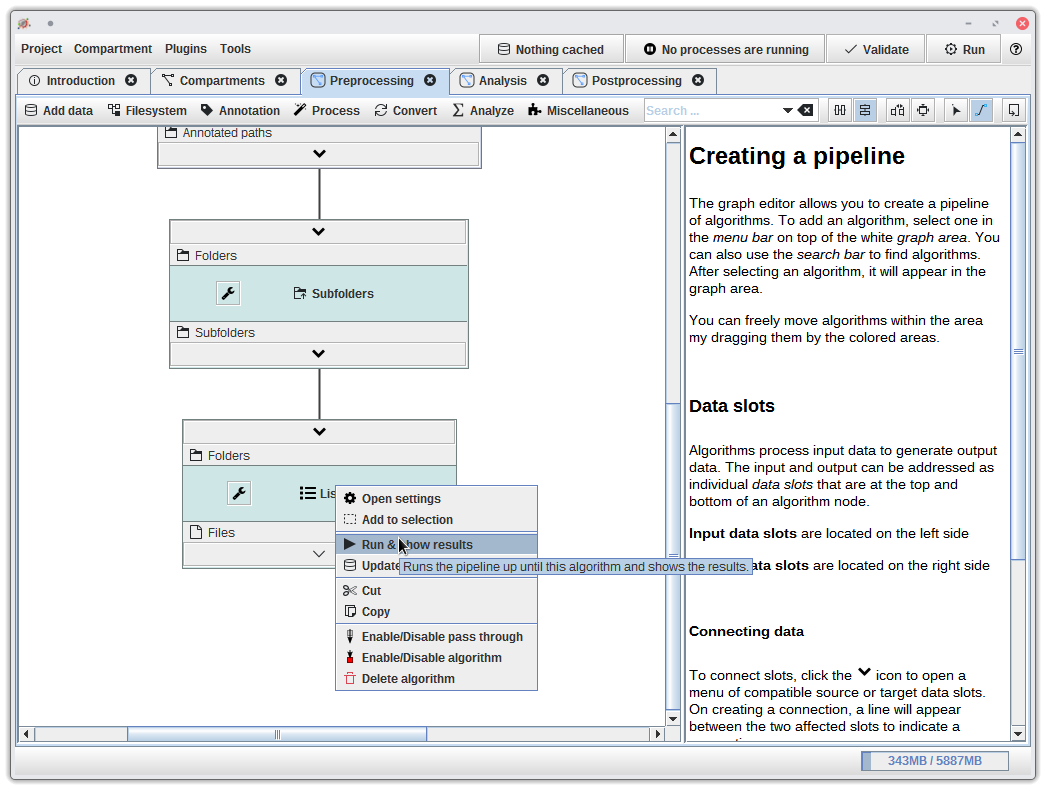 Project Compartment Plugins Tools
Nothing cached
No processes are running
Validate
Run
Introduction
Compartments
Preprocessing
Analysis
Postprocessing
Add data
Filesystem
Annotation
Process
Convert
Analyze
Miscellaneous
Search ...
Annotated paths
Folders
Subfolders
Subfolders
Folders
Files
Open settings
Add to selection
Run & show results
Update
Runs the pipeline up until this algorithm and shows the results.
Cut
Copy
Enable/Disable pass through
Enable/Disable algorithm
Delete algorithm
Creating a pipeline
The graph editor allows you to create a pipeline
of algorithms. To add an algorithm, select one in
the menu bar on top of the white graph area. You
can also use the search bar to find algorithms.
After selecting an algorithm, it will appear in the
graph area.
You can freely move algorithms within the area
my dragging them by the colored areas.
Data slots
Algorithms process input data to generate output
data. The input and output can be addressed as
individual data slots that are at the top and
bottom of an algorithm node.
Input data slots are located on the left side
data slots are located on the right side
Connecting data
To connect slots, click the icon to open a
menu of compatible source or target data slots.
On creating a connection, a line will appear
between the two affected slots to indicate a
343MB / 5887MB